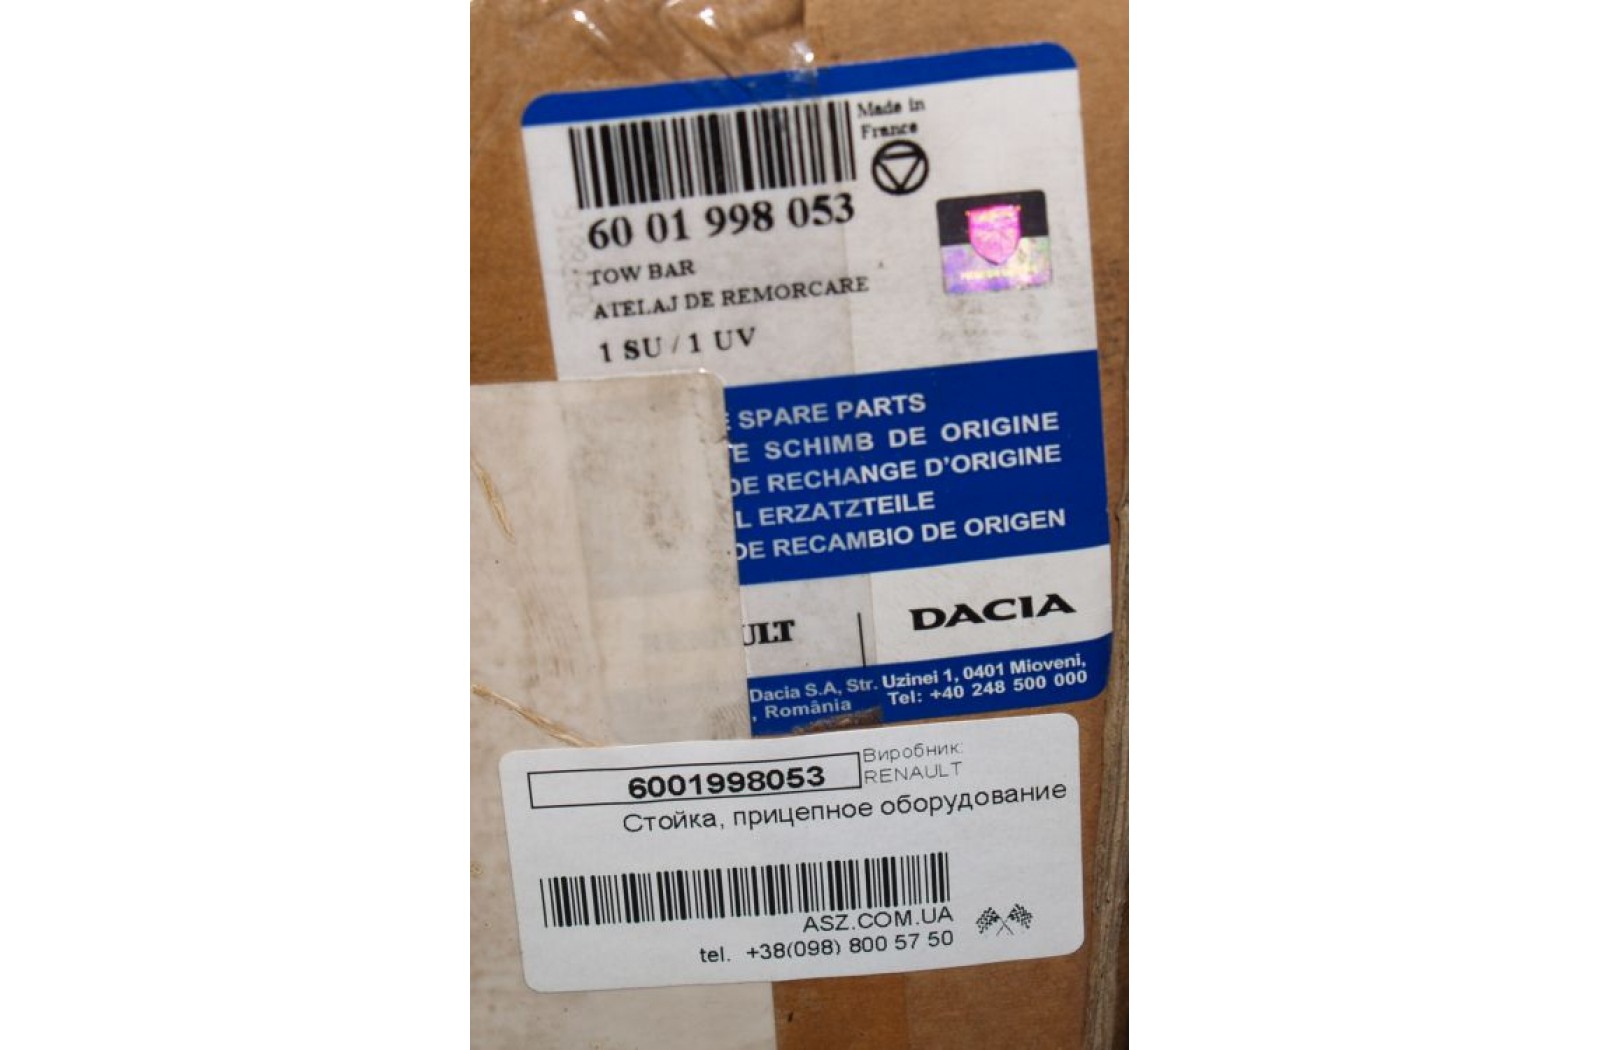 Made in
France
60 01 998 053
TOW BAR
ATELAJ DE REMORCARE
1 SU / 1 UV
SPARE PARTS
SCHIMB DE ORIGINE
DE RECHANGE D'ORIGINE
ERZATZTEILE
DE RECAMBIO DE ORIGEN
DACIA
Dacia S.A, Str. Uzinei 1, 0401 Mioveni,
, România Tel: +40 248 500 000
6001998053
Виробник:
RENAULT
Стойка, прицепное оборудование
ASZ.COM.UA
tel. +38(098) 800 57 50